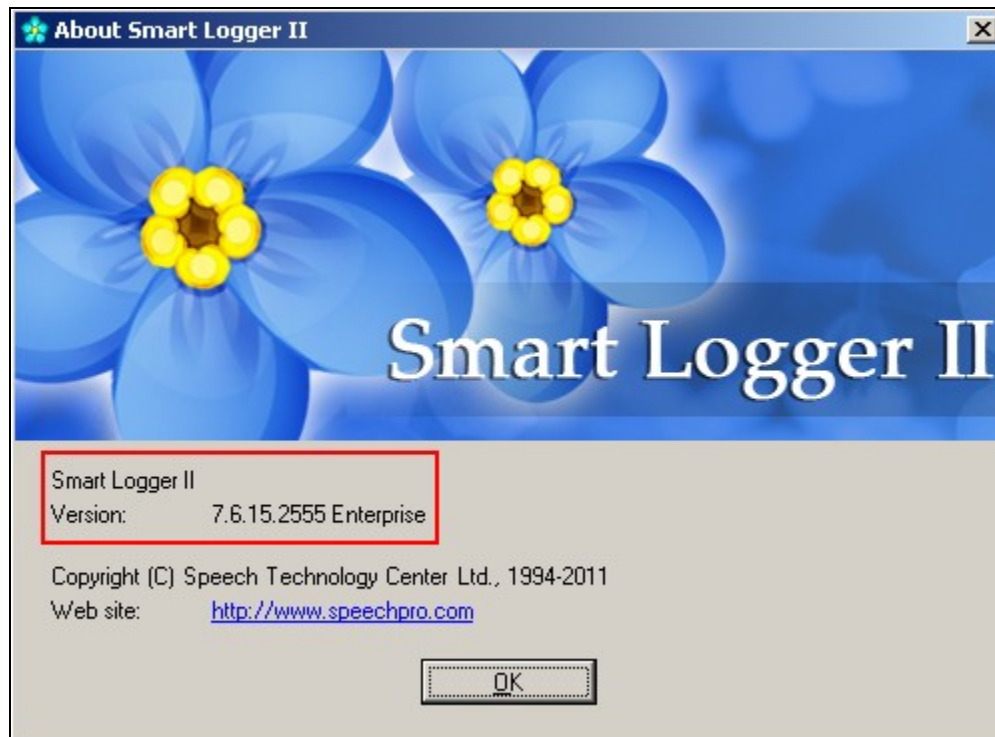 About Smart Logger II
Smart Logger II
Smart Logger II
Version: 7.6.15.2555 Enterprise
Copyright (C) Speech Technology Center Ltd., 1994-2011
Web site: http://www.speechpro.com
OK